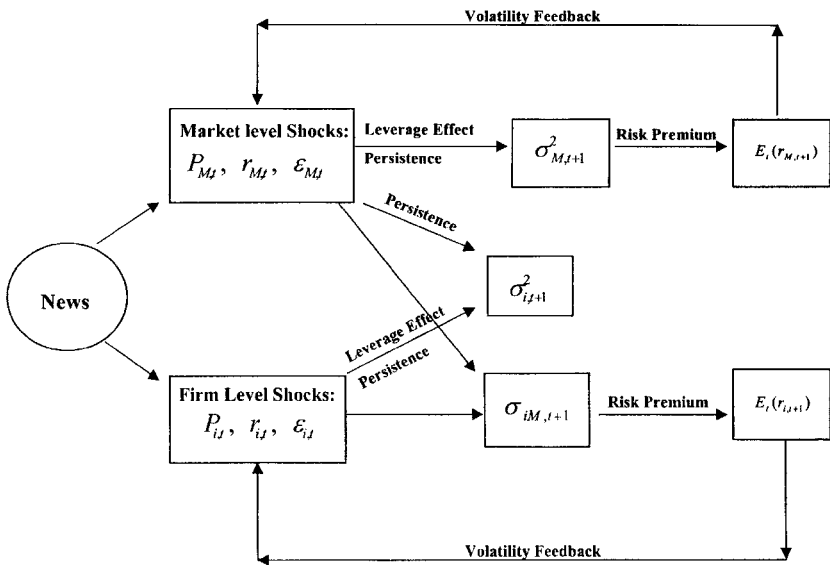 Volatility Feedback
Market level Shocks:
P_{M,t}, r_{M,t}, ε_{M,t}
Leverage Effect
Persistence
σ²_{M,t+1}
Risk Premium
E_t(r_{M,t+1})
Persistence
News
σ²_{i,t+1}
Leverage Effect
Persistence
Firm Level Shocks:
P_{i,t}, r_{i,t}, ε_{i,t}
σ_{iM,t+1}
Risk Premium
E_t(r_{i,t+1})
Volatility Feedback